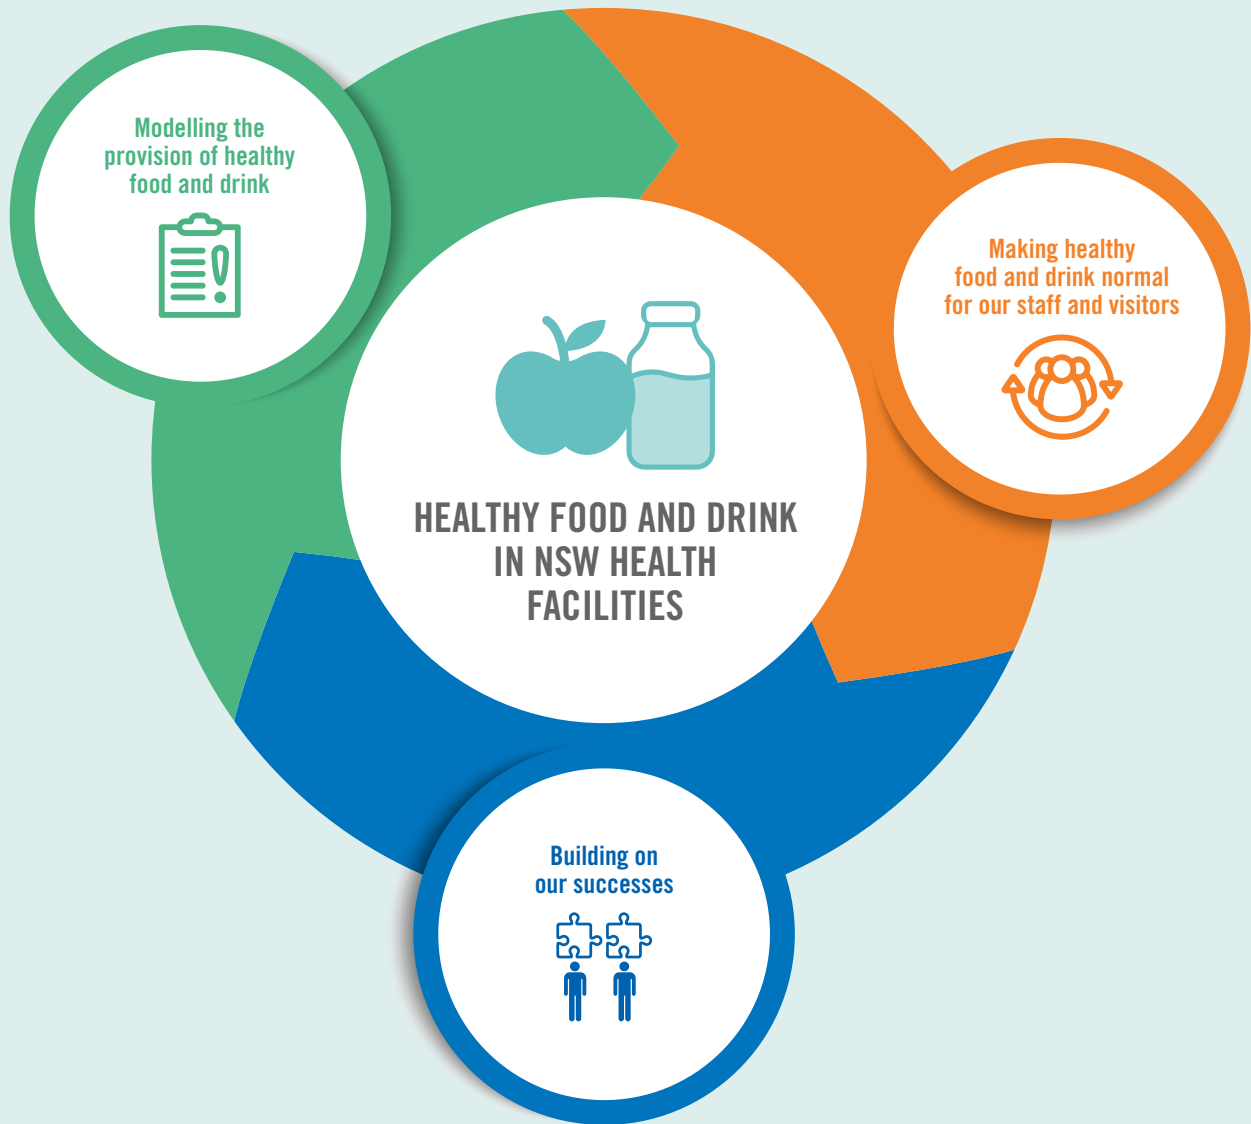 Modelling the
provision of healthy
food and drink
Making healthy
food and drink normal
for our staff and visitors
HEALTHY FOOD AND DRINK
IN NSW HEALTH
FACILITIES
Building on
our successes